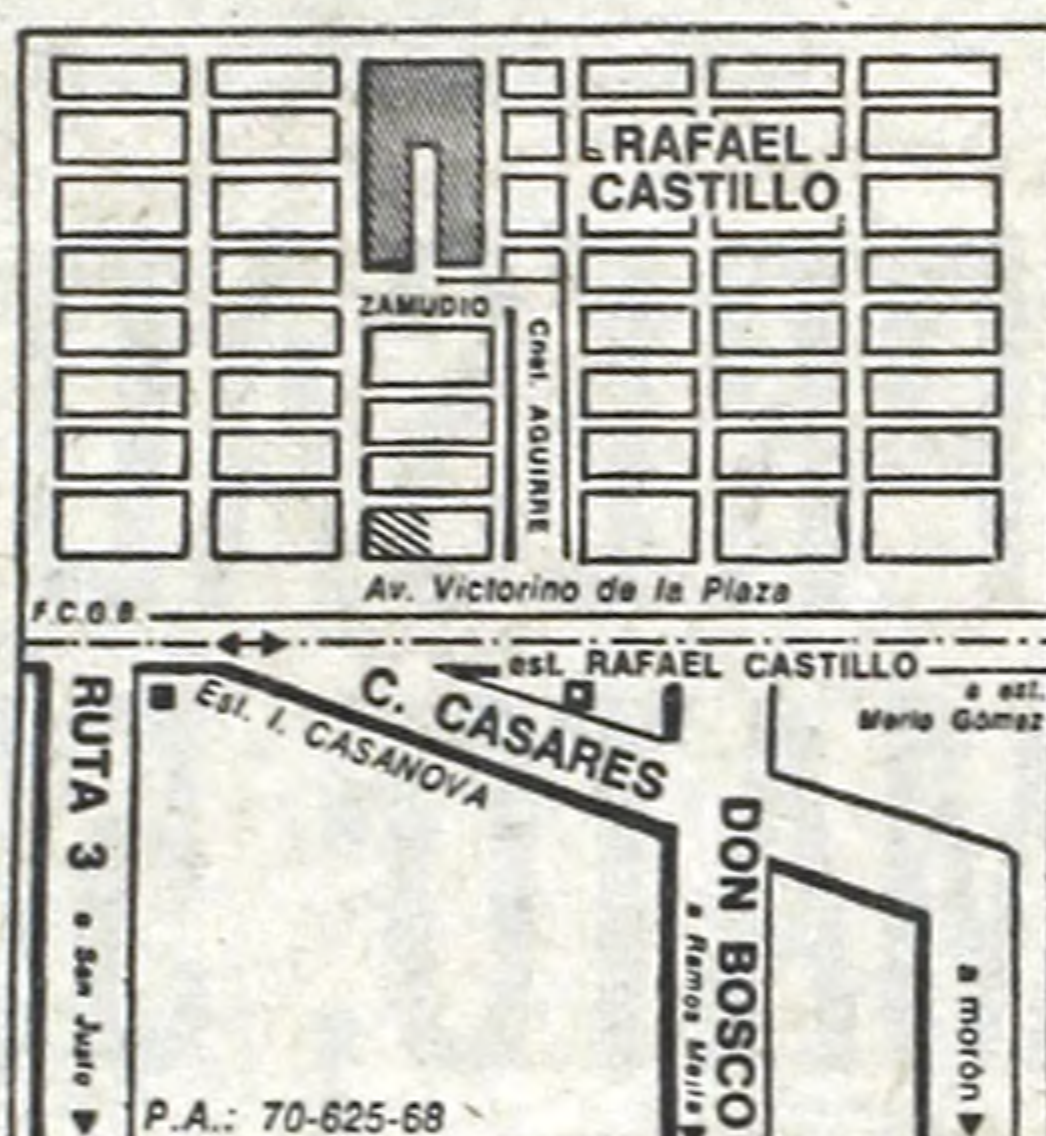 RAFAEL
CASTILLO
ZAMUDIO
Cnel. AGUIRRE
Av. Victorino de la Plaza
F.C.G.B.
est. RAFAEL CASTILLO
a est.
Merlo Gómez
C. CASARES
Est. I. CASANOVA
RUTA 3
a San Justo
DON BOSCO
a Ramos Mejía
a morón
P.A.: 70-625-68